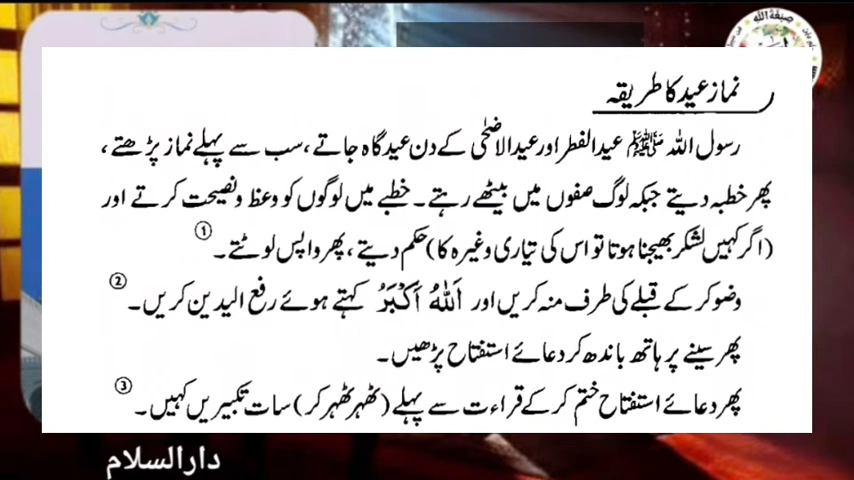 صبغة اللہ
نماز عید کا طریقہ
رسول اللہ ﷺ عیدالفطر اور عیدالاضحیٰ کے دن عید گاہ جاتے، سب سے پہلے نماز پڑھتے،
پھر خطبہ دیتے جبکہ لوگ صفوں میں بیٹھے رہتے۔ خطبے میں لوگوں کو وعظ ونصیحت کرتے اور
(اگر کہیں لشکر بھیجنا ہوتا تو اس کی تیاری وغیرہ کا) حکم دیتے، پھر واپس لوٹتے۔ ①
وضو کر کے قبلے کی طرف منہ کریں اور اَللّٰهُ اَكْبَرُ کہتے ہوئے رفع الیدین کریں۔ ②
پھر سینے پر ہاتھ باندھ کر دعائے استفتاح پڑھیں۔
پھر دعائے استفتاح ختم کر کے قراءت سے پہلے (ٹھہر ٹھہر کر) سات تکبیریں کہیں۔ ③
دارالسلام